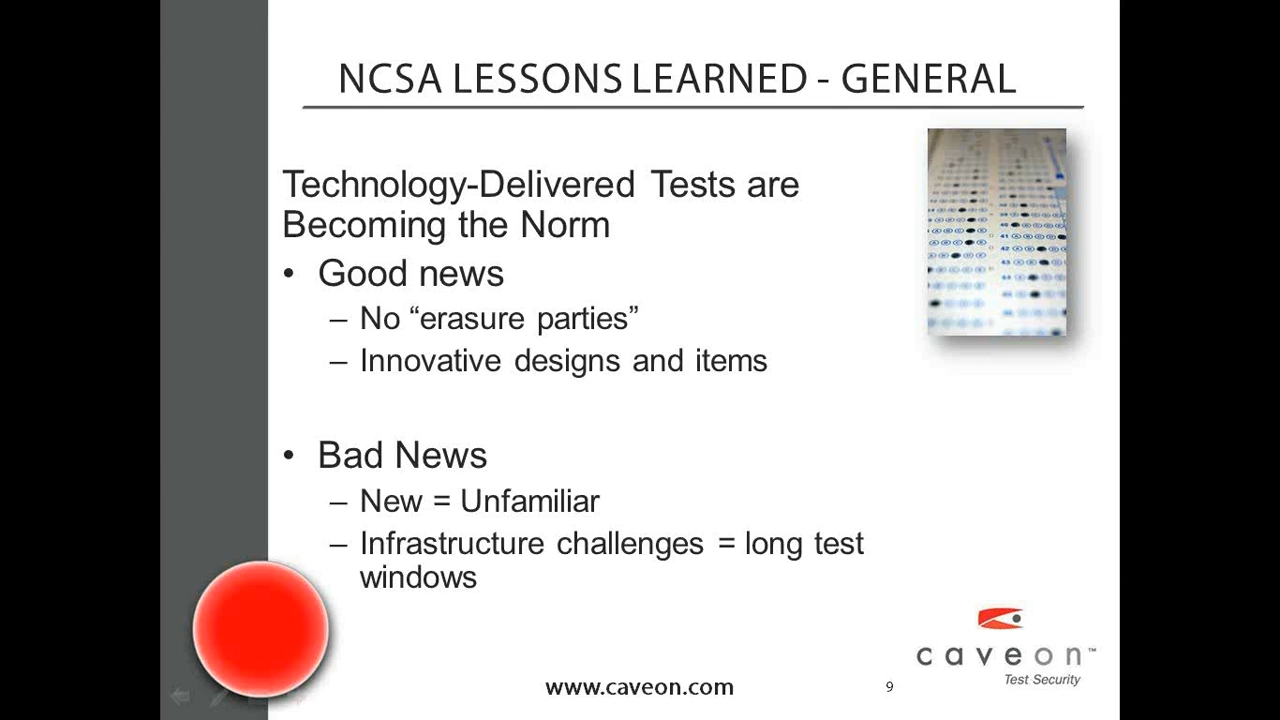 NCSA LESSONS LEARNED - GENERAL
Technology-Delivered Tests are
Becoming the Norm
• Good news
– No “erasure parties”
– Innovative designs and items
• Bad News
– New = Unfamiliar
– Infrastructure challenges = long test
windows
caveon™
Test Security
www.caveon.com
9